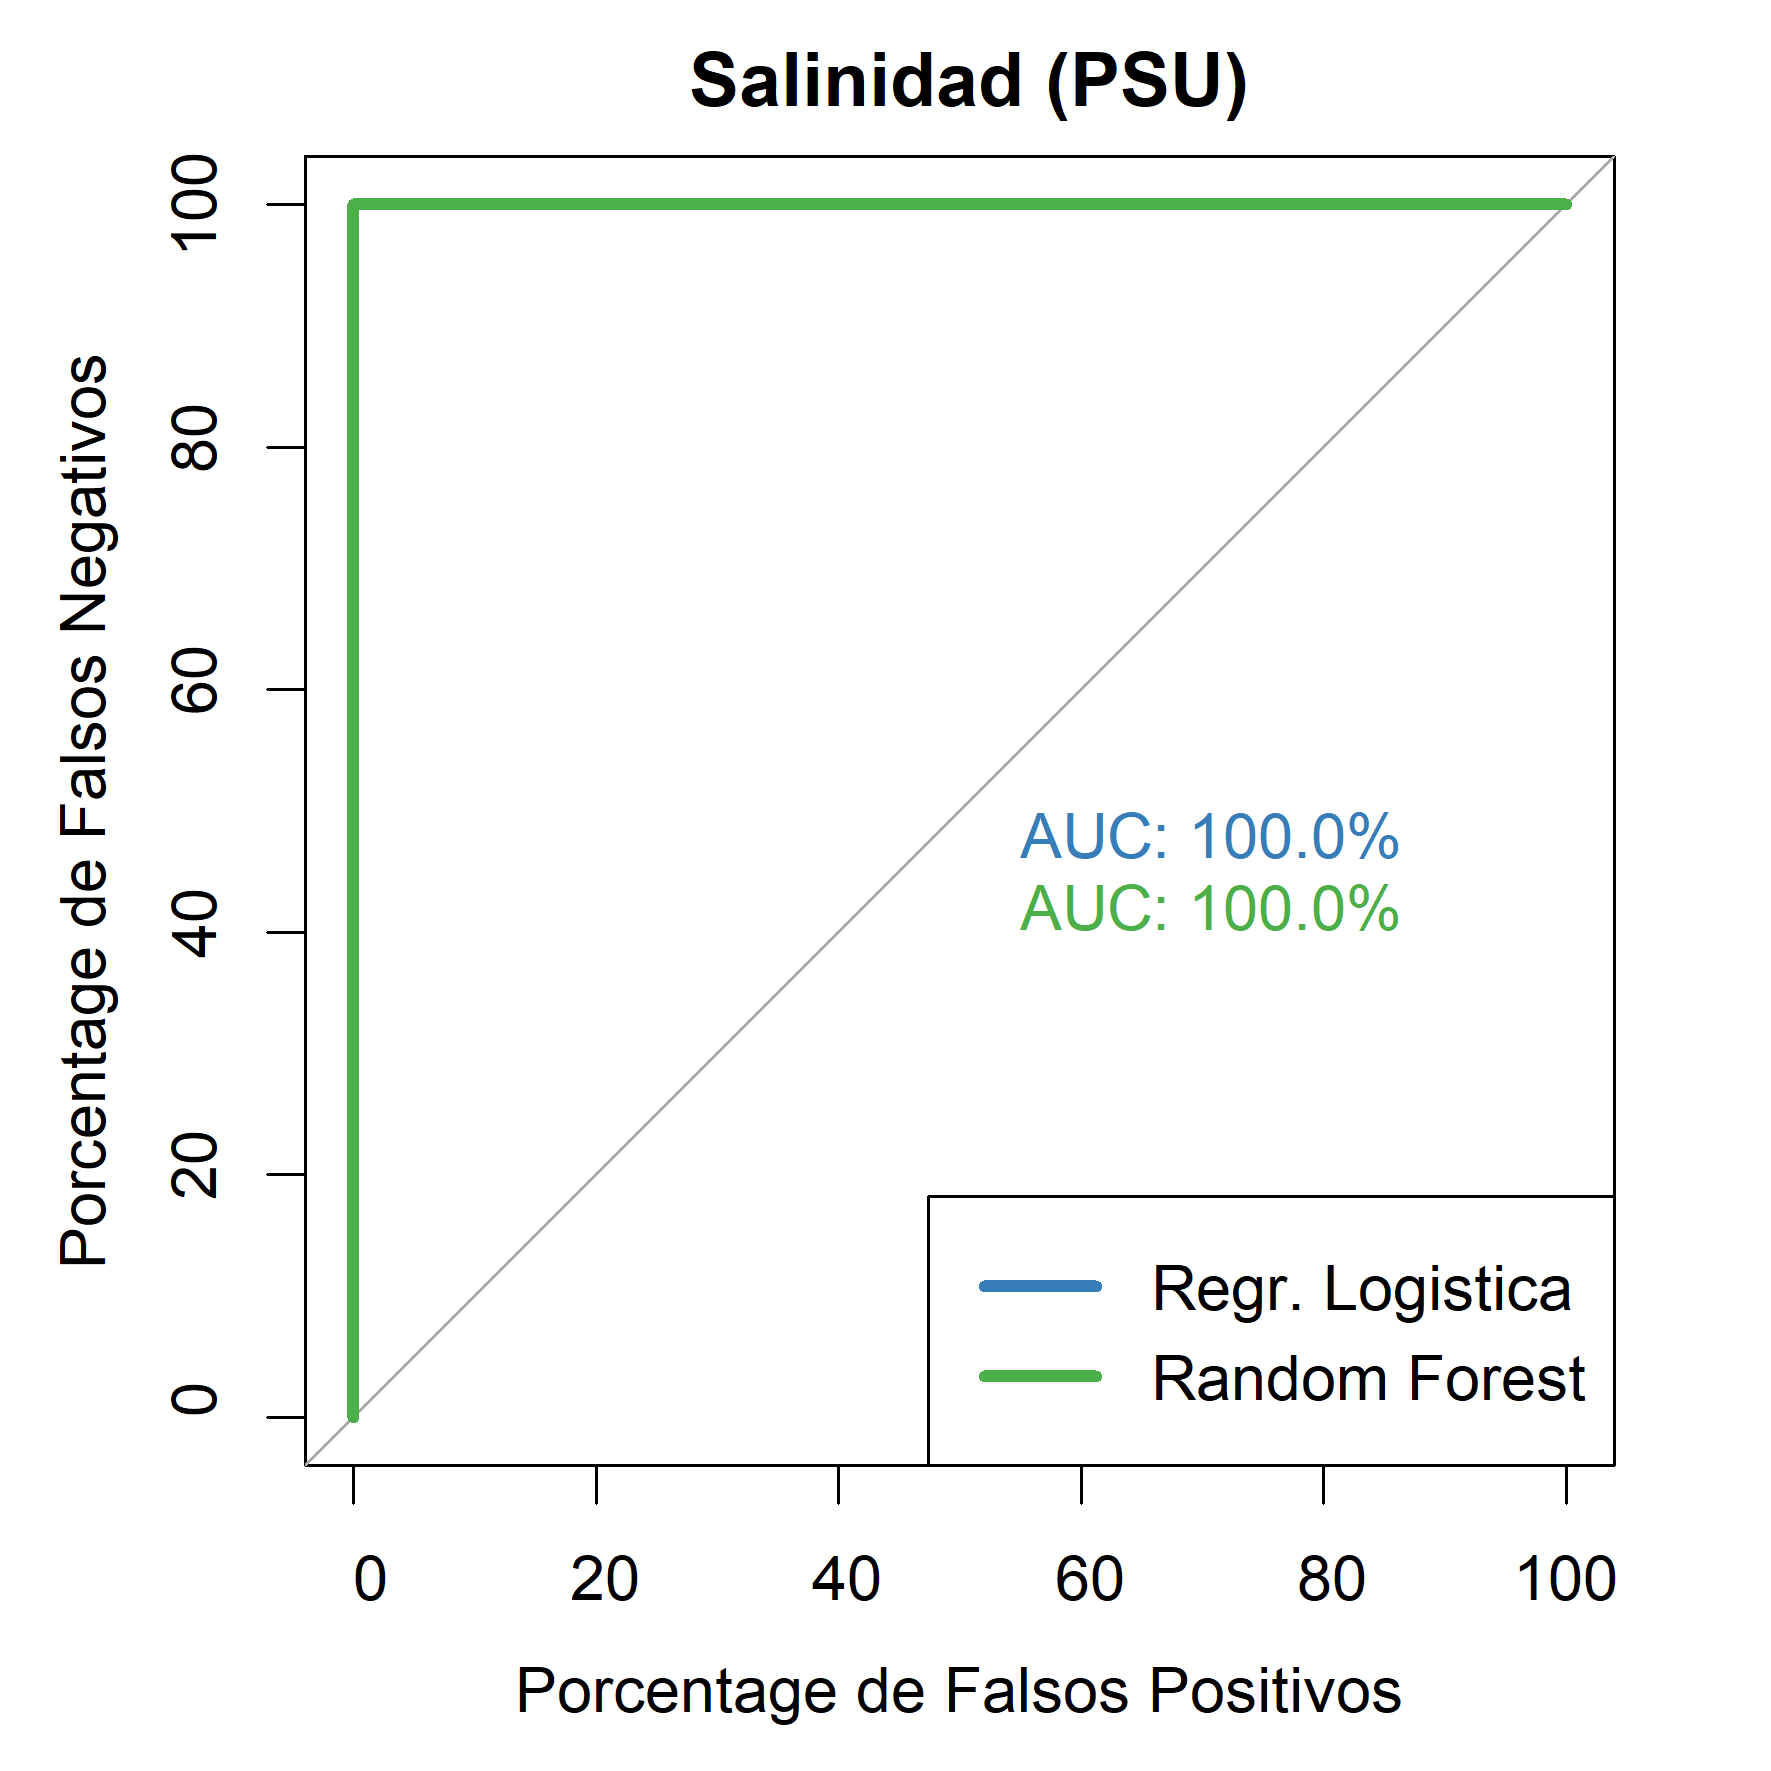 Salinidad (PSU)
Porcentage de Falsos Negativos
100
80
60
40
20
0
AUC: 100.0%
AUC: 100.0%
Regr. Logistica
Random Forest
0 20 40 60 80 100
Porcentage de Falsos Positivos